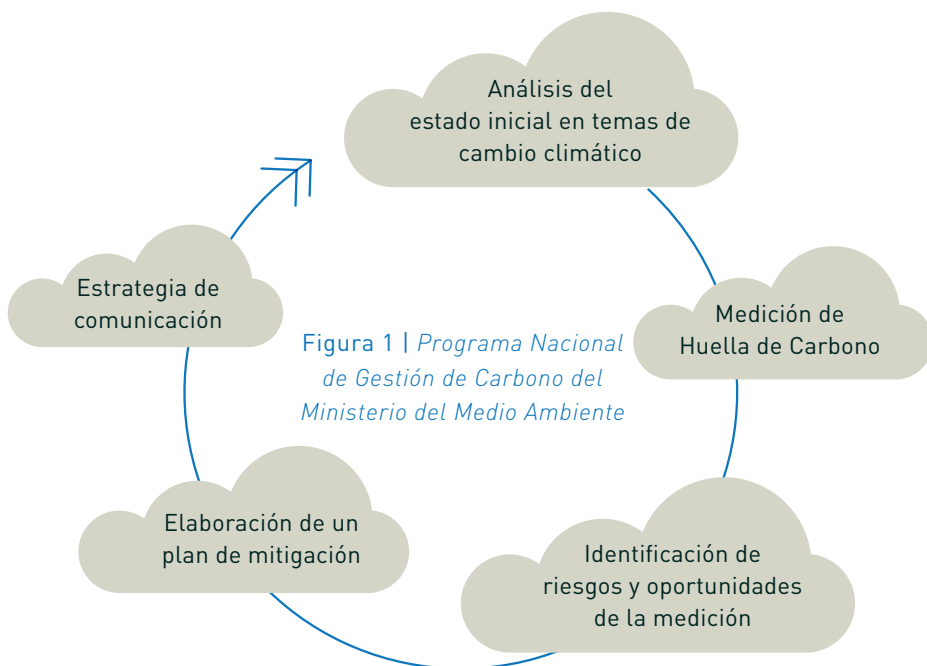 Análisis del
estado inicial en temas de
cambio climático
Medición de
Huella de Carbono
Identificación de
riesgos y oportunidades
de la medición
Elaboración de un
plan de mitigación
Estrategia de
comunicación
Figura 1 | Programa Nacional
de Gestión de Carbono del
Ministerio del Medio Ambiente